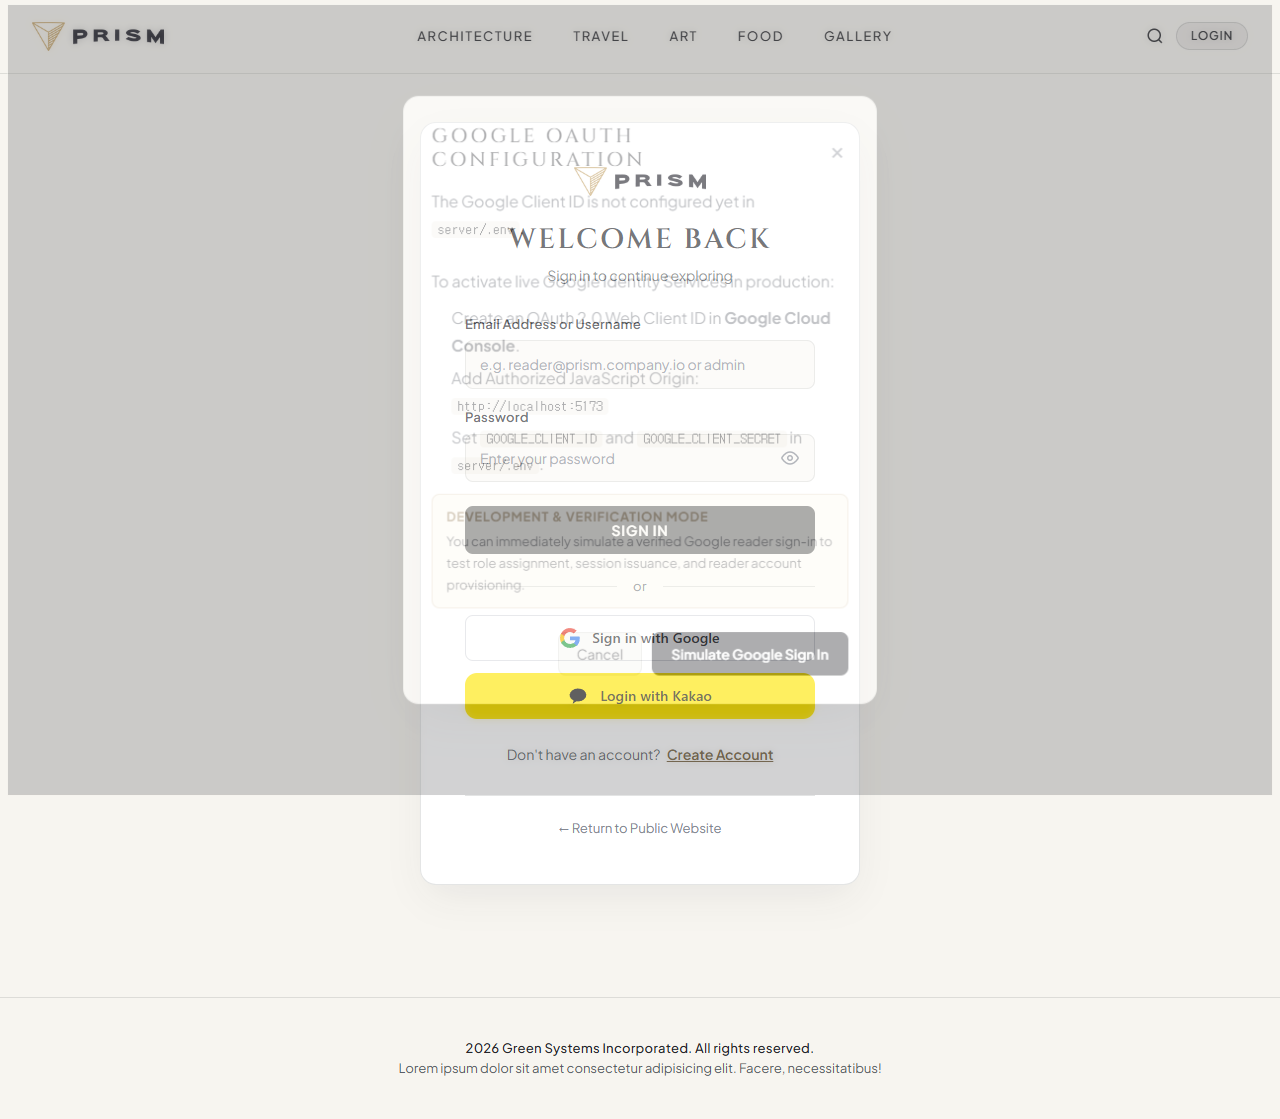 PRISM
ARCHITECTURE TRAVEL ART FOOD GALLERY
LOGIN
GOOGLE OAUTH
CONFIGURATION
×
The Google Client ID is not configured yet in
server/.env
To activate live Google Identity Services in production:
Create an OAuth 2.0 Web Client ID in Google Cloud
Console.
Add Authorized JavaScript Origin:
http://localhost:5173
Set GOOGLE_CLIENT_ID and GOOGLE_CLIENT_SECRET in
server/.env .
DEVELOPMENT & VERIFICATION MODE
You can immediately simulate a verified Google reader sign-in to
test role assignment, session issuance, and reader account
provisioning.
Cancel
Simulate Google Sign In
PRISM
WELCOME BACK
Sign in to continue exploring
Email Address or Username
e.g. reader@prism.company.io or admin
Password
Enter your password
SIGN IN
or
Sign in with Google
Login with Kakao
Don't have an account? Create Account
← Return to Public Website
2026 Green Systems Incorporated. All rights reserved.
Lorem ipsum dolor sit amet consectetur adipisicing elit. Facere, necessitatibus!